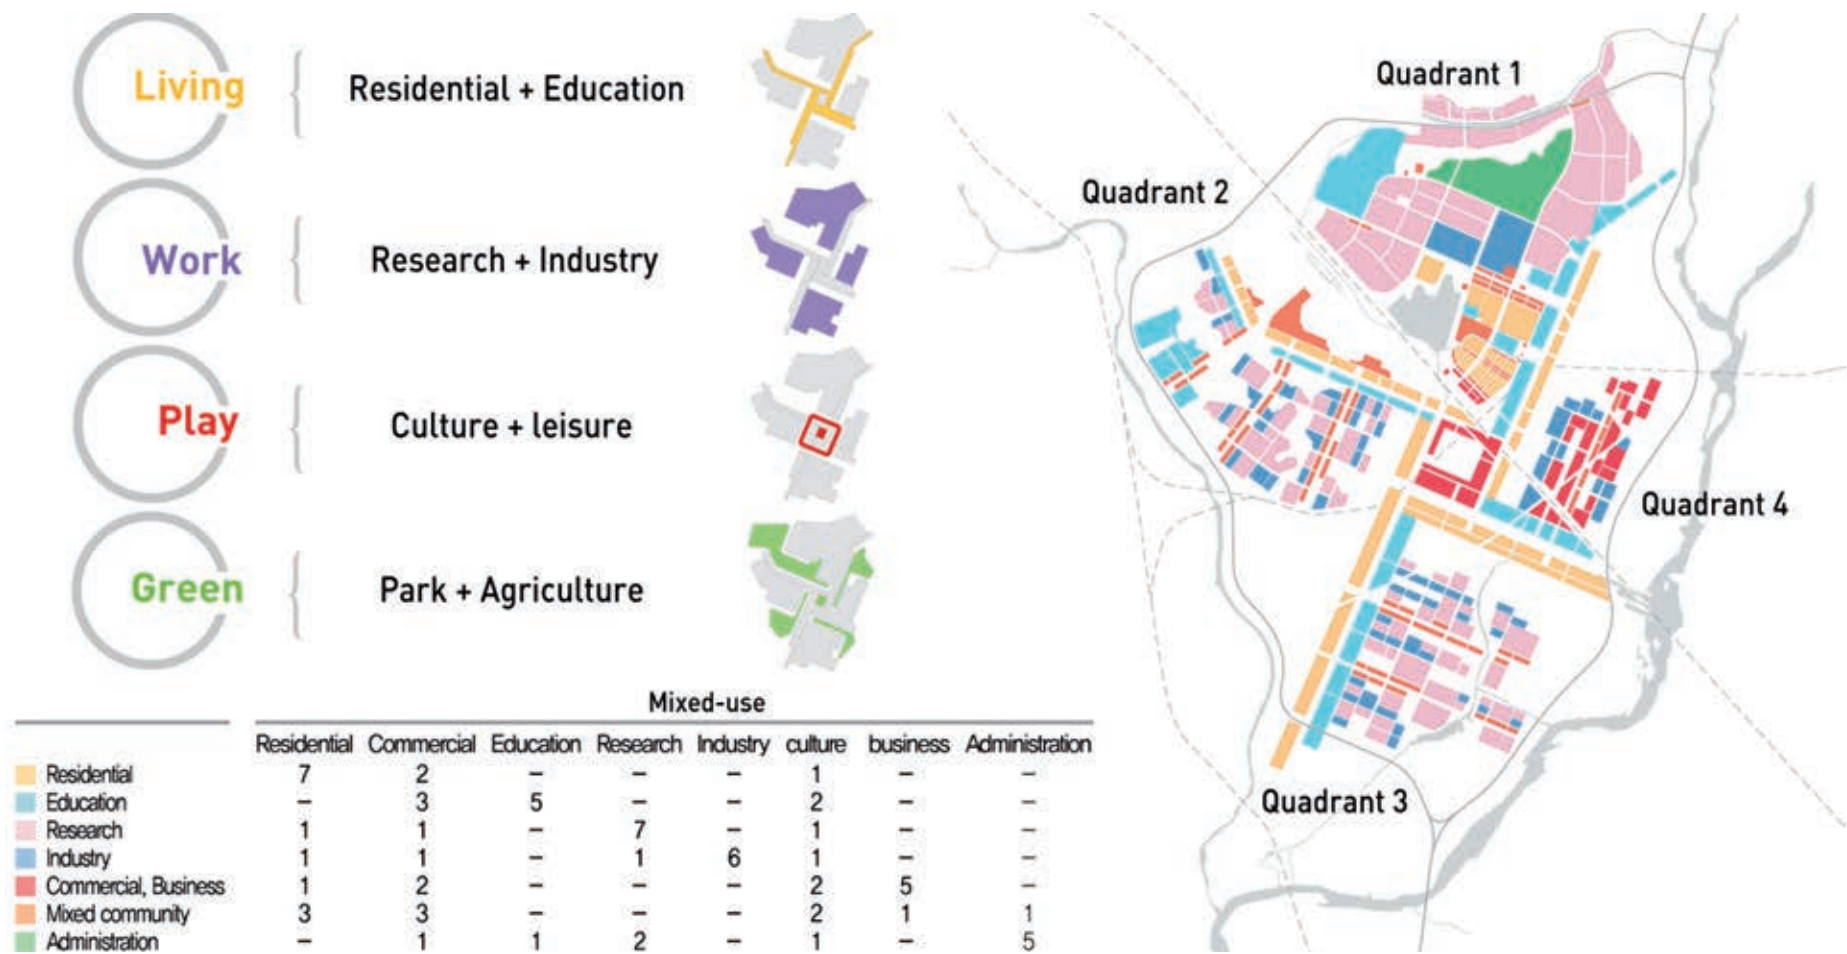 Living
Residential + Education
Work
Research + Industry
Play
Culture + leisure
Green
Park + Agriculture
Quadrant 1
Quadrant 2
Quadrant 4
Quadrant 3
Mixed-use
Residential Commercial Education Research Industry culture business Administration
Residential 7 2 – – – 1 – –
Education – 3 5 – – 2 – –
Research 1 1 – 7 – 1 – –
Industry 1 1 – 1 6 1 – –
Commercial, Business 1 2 – – – 2 5 –
Mixed community 3 3 – – – 2 1 1
Administration – 1 1 2 – 1 – 5